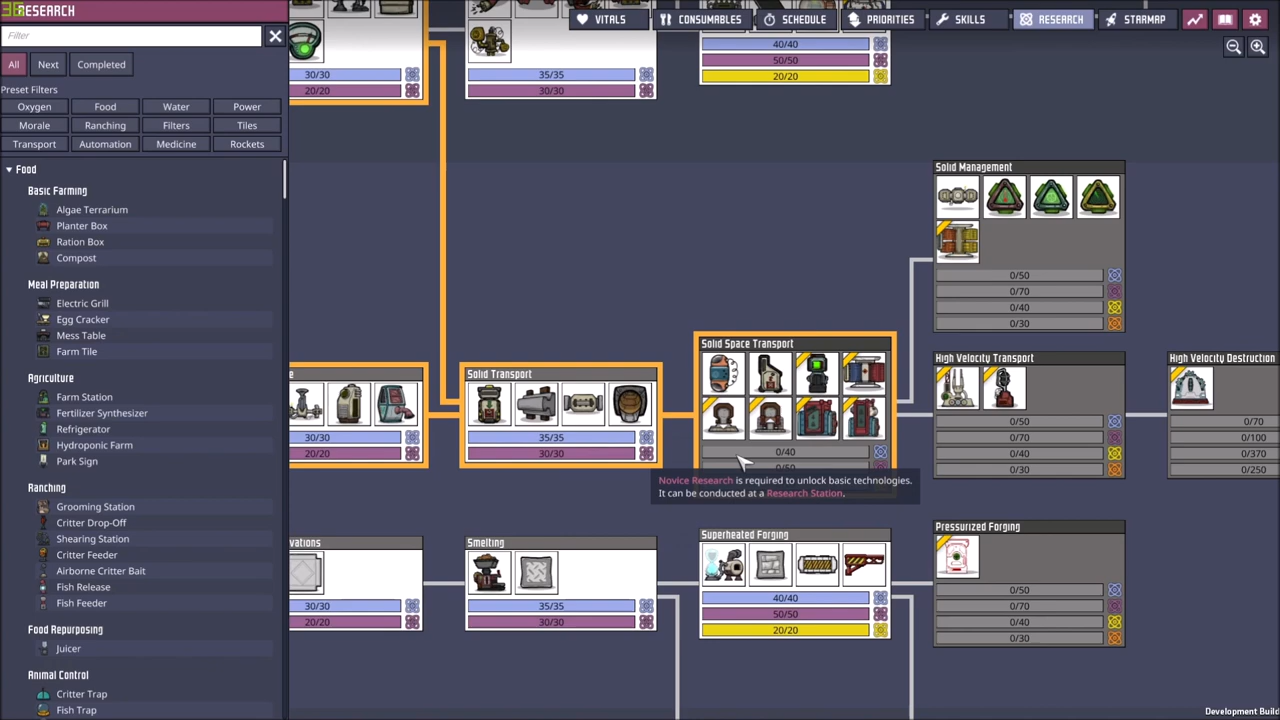 36
RESEARCH
VITALS
CONSUMABLES
SCHEDULE
PRIORITIES
SKILLS
RESEARCH
STARMAP
Filter
All
Next
Completed
Preset Filters
Oxygen
Food
Water
Power
Morale
Ranching
Filters
Tiles
Transport
Automation
Medicine
Rockets
Food
Basic Farming
Algae Terrarium
Planter Box
Ration Box
Compost
Meal Preparation
Electric Grill
Egg Cracker
Mess Table
Farm Tile
Agriculture
Farm Station
Fertilizer Synthesizer
Refrigerator
Hydroponic Farm
Park Sign
Ranching
Grooming Station
Critter Drop-Off
Shearing Station
Critter Feeder
Airborne Critter Bait
Fish Release
Fish Feeder
Food Repurposing
Juicer
Animal Control
Critter Trap
Fish Trap
30/30
20/20
35/35
30/30
40/40
50/50
20/20
e
30/30
20/20
Solid Transport
35/35
30/30
Solid Space Transport
0/40
0/50
Novice Research is required to unlock basic technologies.
It can be conducted at a Research Station.
Solid Management
0/50
0/70
0/40
0/30
High Velocity Transport
0/50
0/70
0/40
0/30
High Velocity Destruction
0/70
0/100
0/370
0/250
vations
30/30
20/20
Smelting
35/35
30/30
Superheated Forging
40/40
50/50
20/20
Pressurized Forging
0/50
0/70
0/40
0/30
Development Build